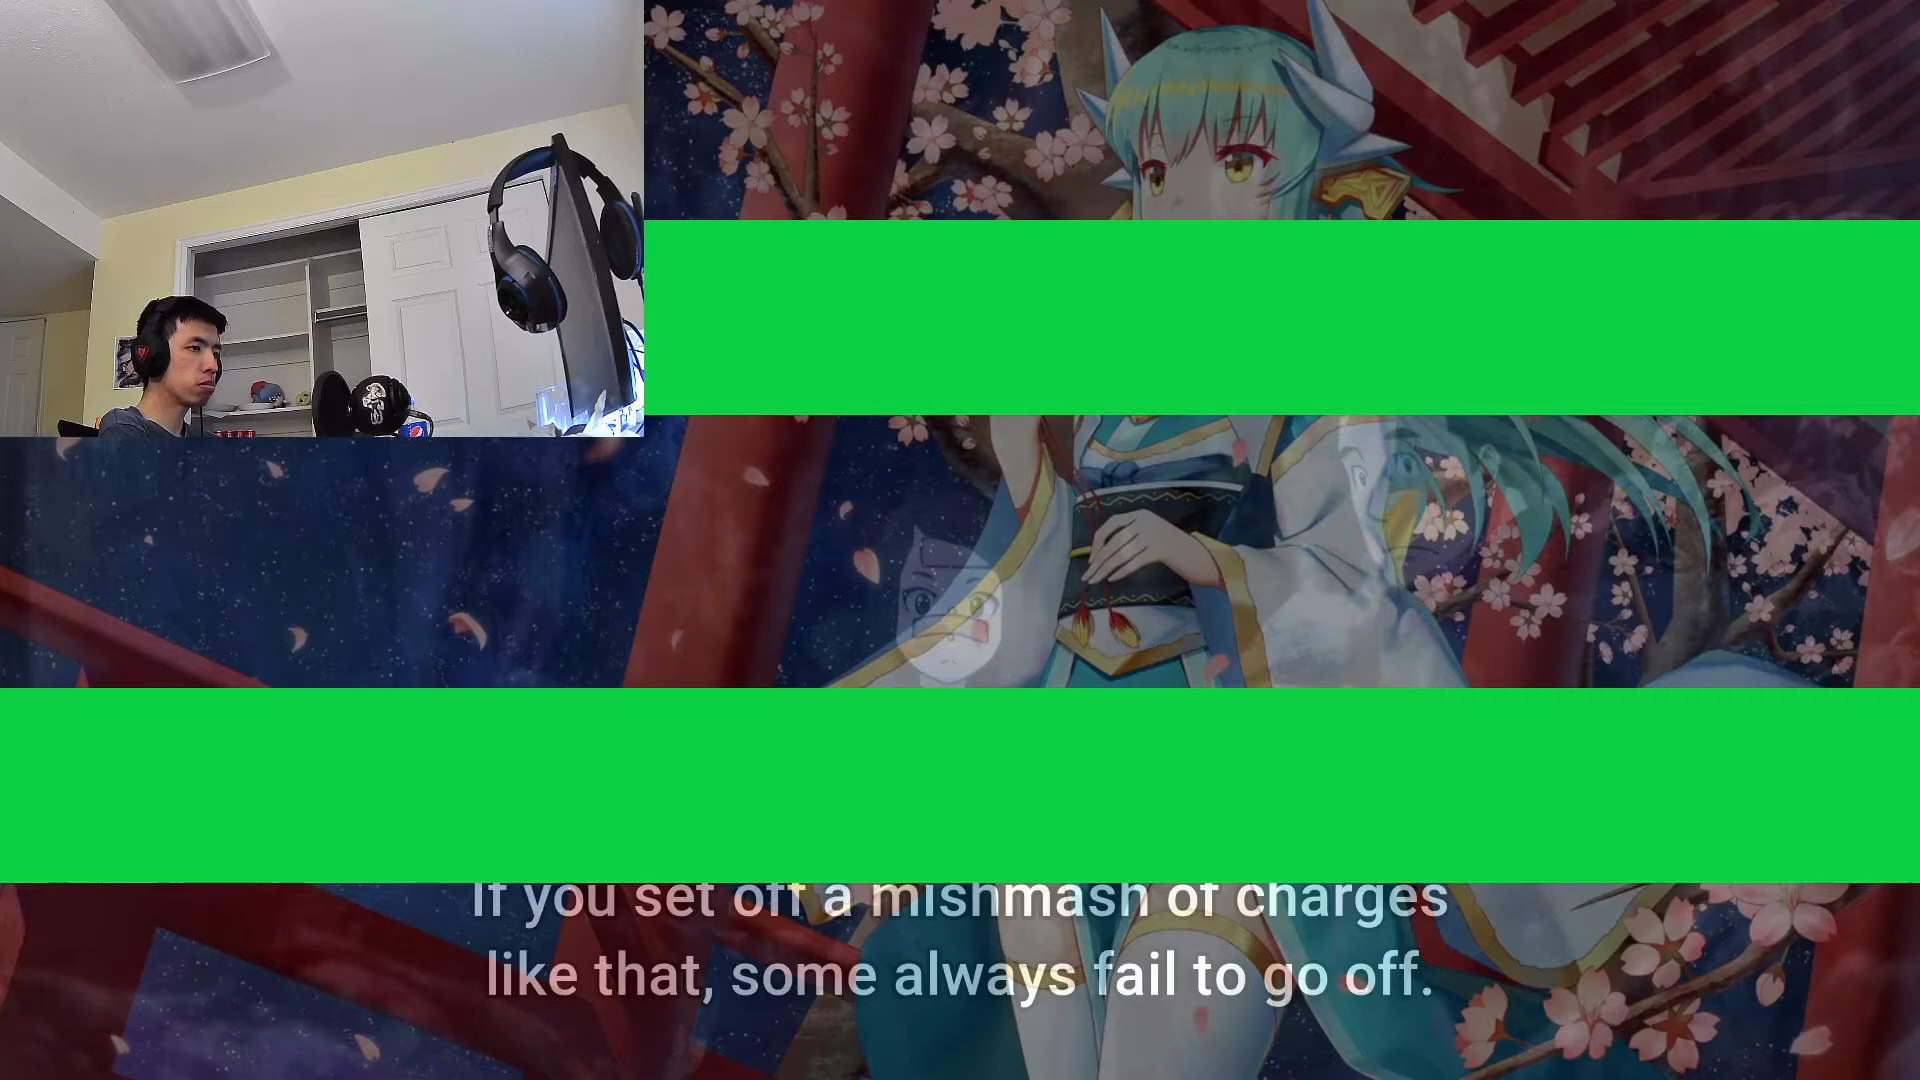 If you set off a mishmash of charges
like that, some always fail to go off.